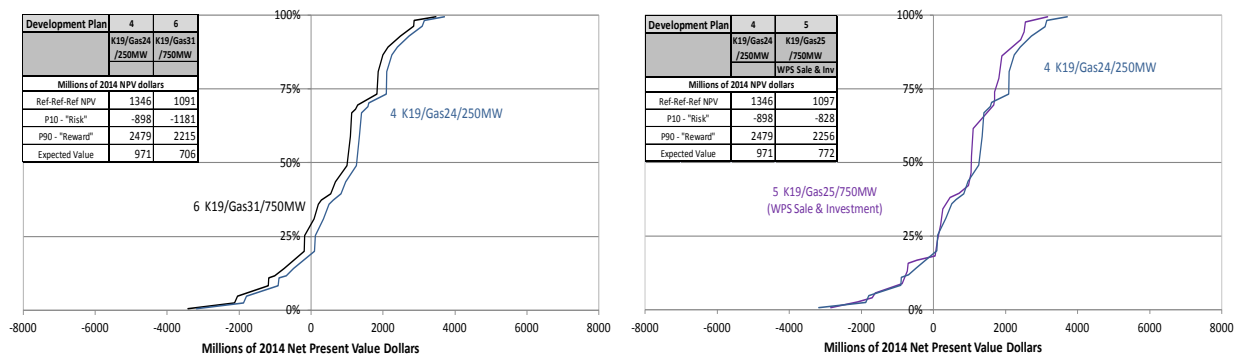 Development Plan 4 6
K19/Gas24 /250MW K19/Gas31 /750MW
Millions of 2014 NPV dollars
Ref-Ref-Ref NPV 1346 1091
P10 - "Risk" -898 -1181
P90 - "Reward" 2479 2215
Expected Value 971 706
100%
75%
50%
25%
0%
4 K19/Gas24/250MW
6 K19/Gas31/750MW
-8000 -6000 -4000 -2000 0 2000 4000 6000 8000
Millions of 2014 Net Present Value Dollars
Development Plan 4 5
K19/Gas24 /250MW K19/Gas25 /750MW
WPS Sale & Inv
Millions of 2014 NPV dollars
Ref-Ref-Ref NPV 1346 1097
P10 - "Risk" -898 -828
P90 - "Reward" 2479 2256
Expected Value 971 772
100%
75%
50%
25%
0%
4 K19/Gas24/250MW
5 K19/Gas25/750MW
(WPS Sale & Investment)
-8000 -6000 -4000 -2000 0 2000 4000 6000 8000
Millions of 2014 Net Present Value Dollars